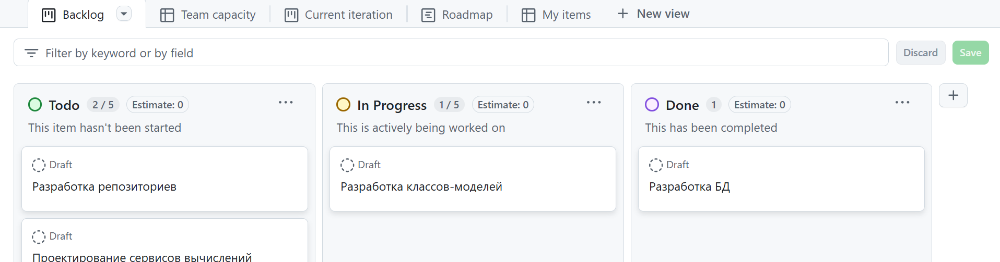 Backlog
Team capacity
Current iteration
Roadmap
My items
New view
Filter by keyword or by field
Discard
Save
Todo 2 / 5 Estimate: 0
This item hasn't been started
Draft
Разработка репозиториев
Draft
Проектирование сервисов вычислений
In Progress 1 / 5 Estimate: 0
This is actively being worked on
Draft
Разработка классов-моделей
Done 1 Estimate: 0
This has been completed
Draft
Разработка БД